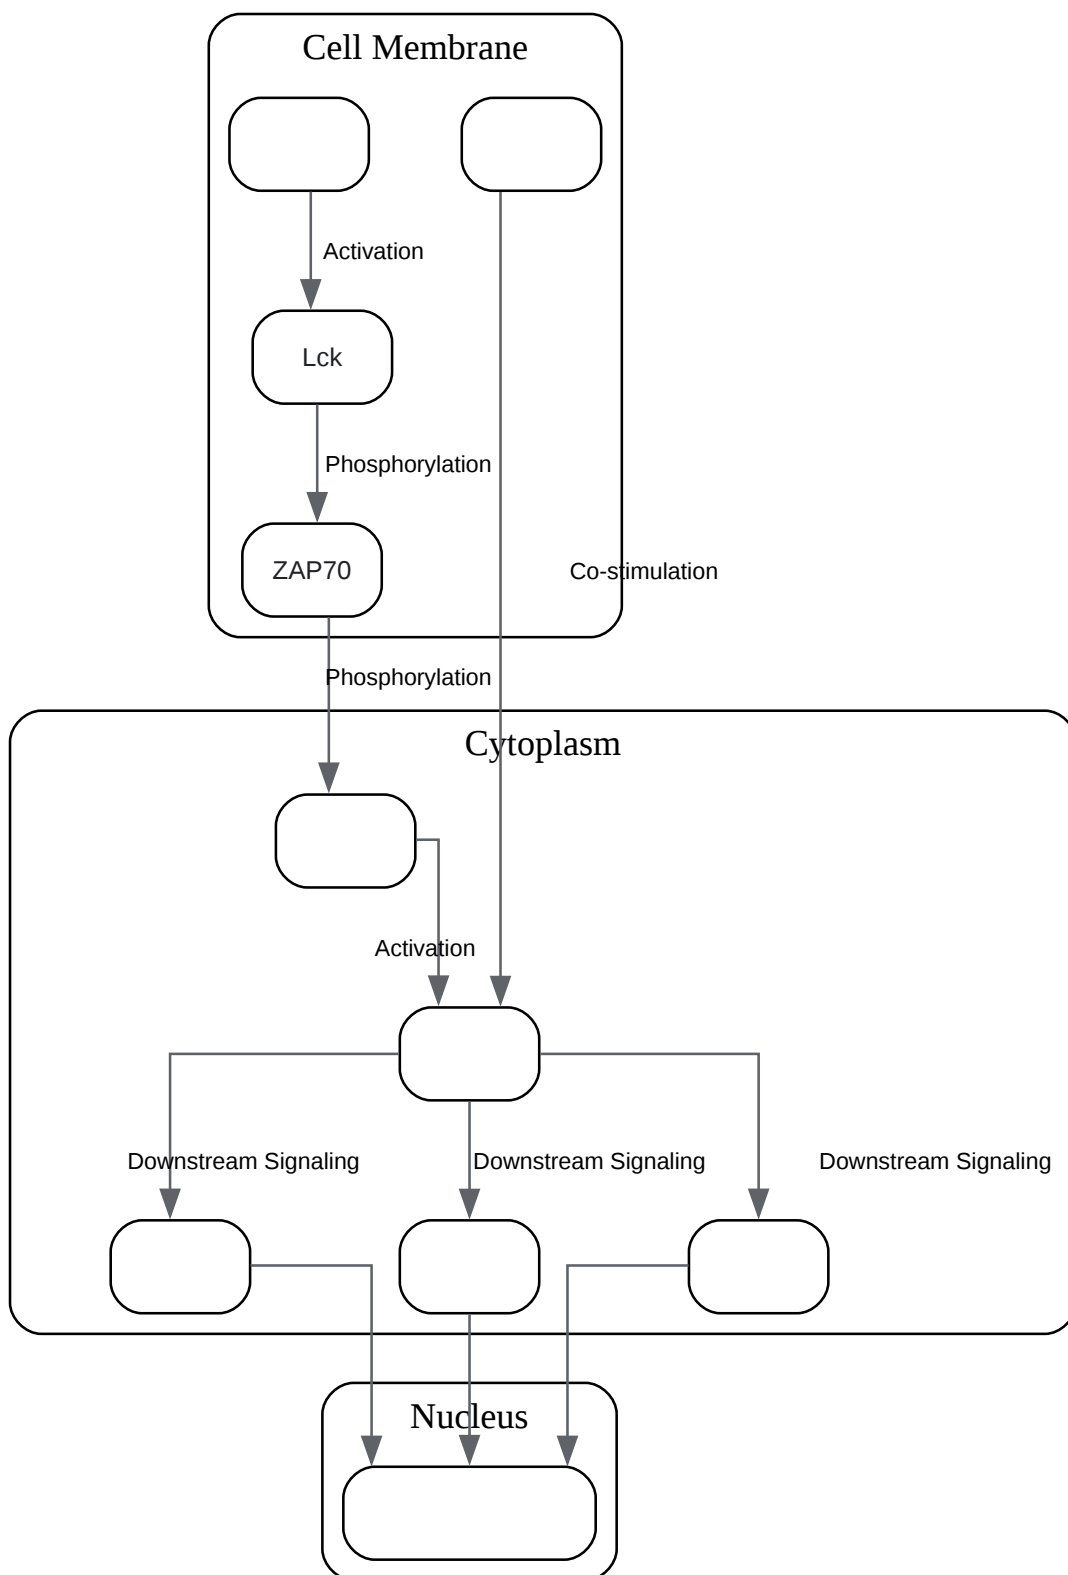 Cell Membrane
Activation
Lck
Phosphorylation
ZAP70
Co-stimulation
Phosphorylation
Cytoplasm
Activation
Downstream Signaling
Downstream Signaling
Downstream Signaling
Nucleus